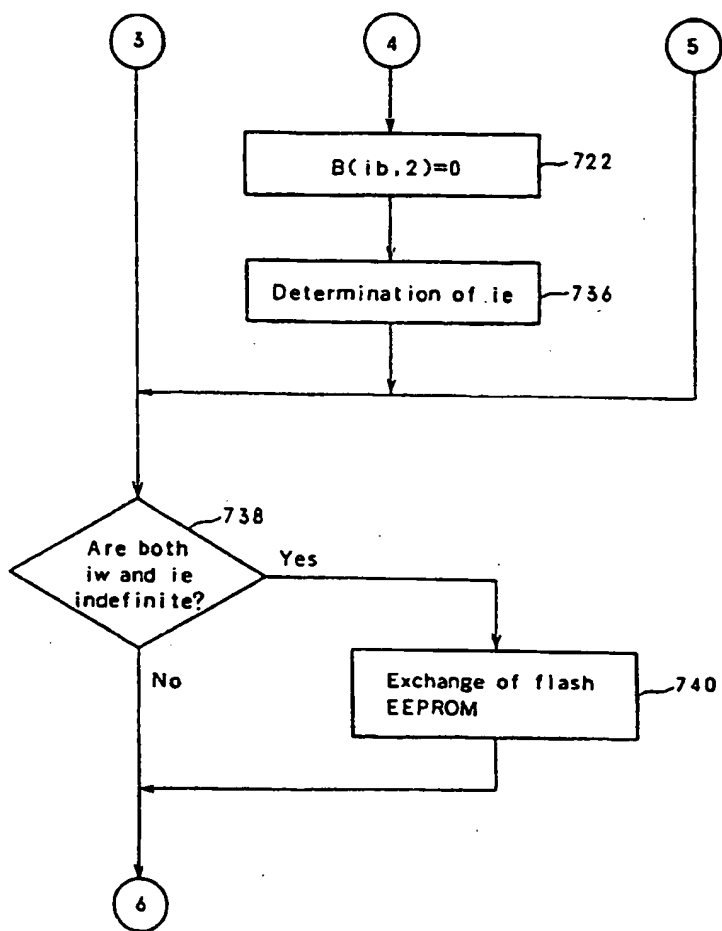 3
4
5
B(ib,2)=0
722
Determination of ie
736
738
Are both
iw and ie
indefinite?
Yes
No
Exchange of flash
EEPROM
740
6